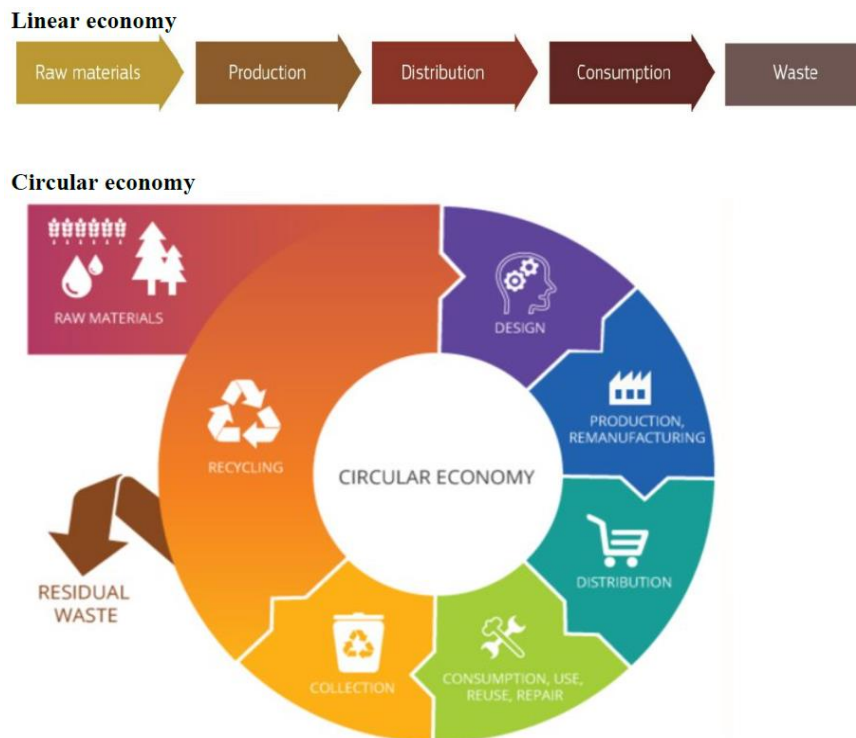 Linear economy
Raw materials
Production
Distribution
Consumption
Waste
Circular economy
RAW MATERIALS
DESIGN
PRODUCTION,
REMANUFACTURING
DISTRIBUTION
CONSUMPTION, USE,
REUSE, REPAIR
COLLECTION
RECYCLING
CIRCULAR ECONOMY
RESIDUAL
WASTE